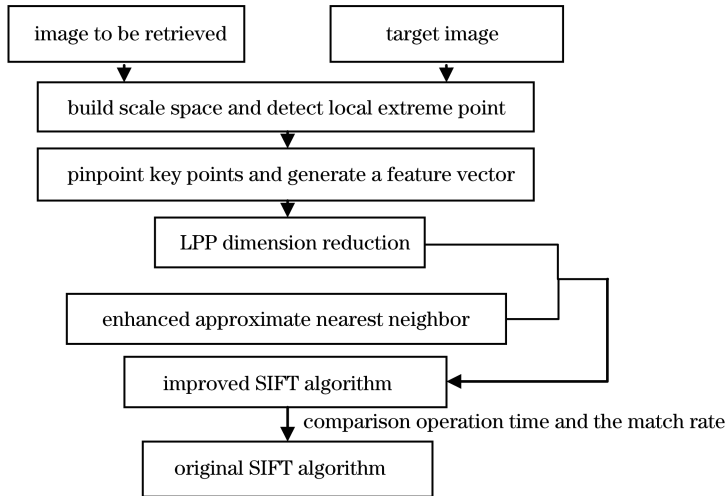 image to be retrieved
target image
build scale space and detect local extreme point
pinpoint key points and generate a feature vector
LPP dimension reduction
enhanced approximate nearest neighbor
improved SIFT algorithm
comparison operation time and the match rate
original SIFT algorithm